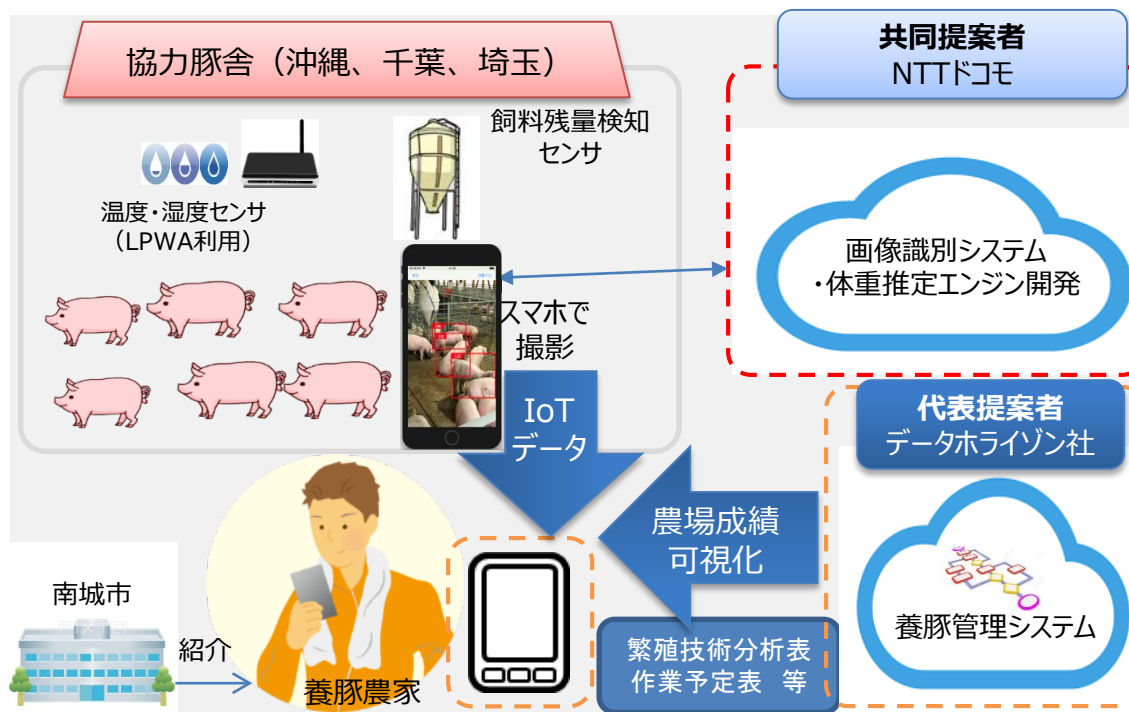 協力豚舎（沖縄、千葉、埼玉）
共同提案者
NTTドコモ
飼料残量検知
センサ
温度・湿度センサ
（LPWA利用）
画像識別システム
・体重推定エンジン開発
スマホで
撮影
IoT
データ
代表提案者
データホライゾン社
農場成績
可視化
養豚管理システム
南城市
紹介
養豚農家
繁殖技術分析表
作業予定表　等